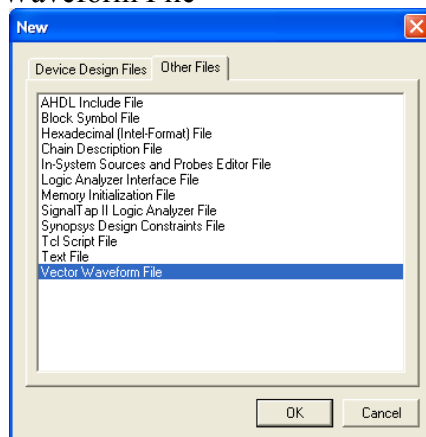 Waveform File
New
Device Design Files Other Files
AHDL Include File
Block Symbol File
Hexadecimal (Intel-Format) File
Chain Description File
In-System Sources and Probes Editor File
Logic Analyzer Interface File
Memory Initialization File
SignalTap II Logic Analyzer File
Synopsys Design Constraints File
Tcl Script File
Text File
Vector Waveform File
OK Cancel